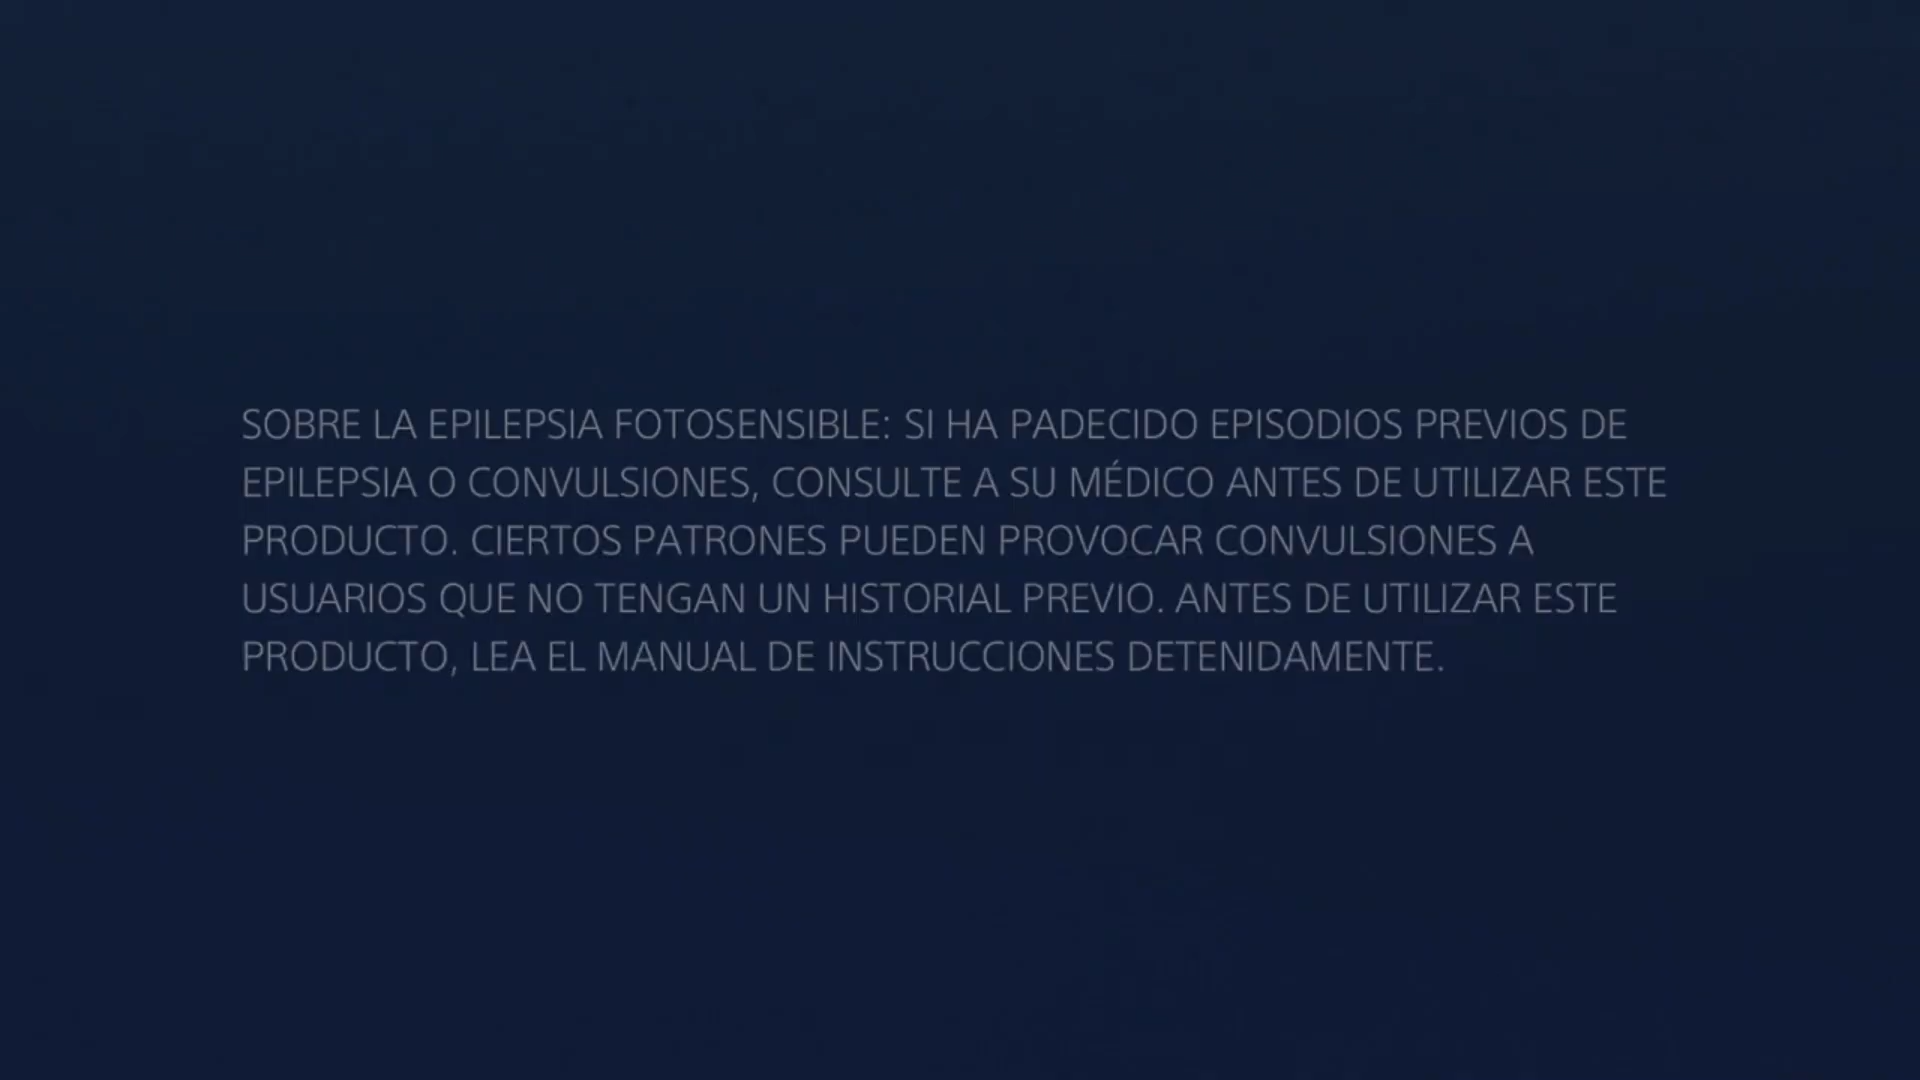 SOBRE LA EPILEPSIA FOTOSENSIBLE: SI HA PADECIDO EPISODIOS PREVIOS DE
EPILEPSIA O CONVULSIONES, CONSULTE A SU MÉDICO ANTES DE UTILIZAR ESTE
PRODUCTO. CIERTOS PATRONES PUEDEN PROVOCAR CONVULSIONES A
USUARIOS QUE NO TENGAN UN HISTORIAL PREVIO. ANTES DE UTILIZAR ESTE
PRODUCTO, LEA EL MANUAL DE INSTRUCCIONES DETENIDAMENTE.